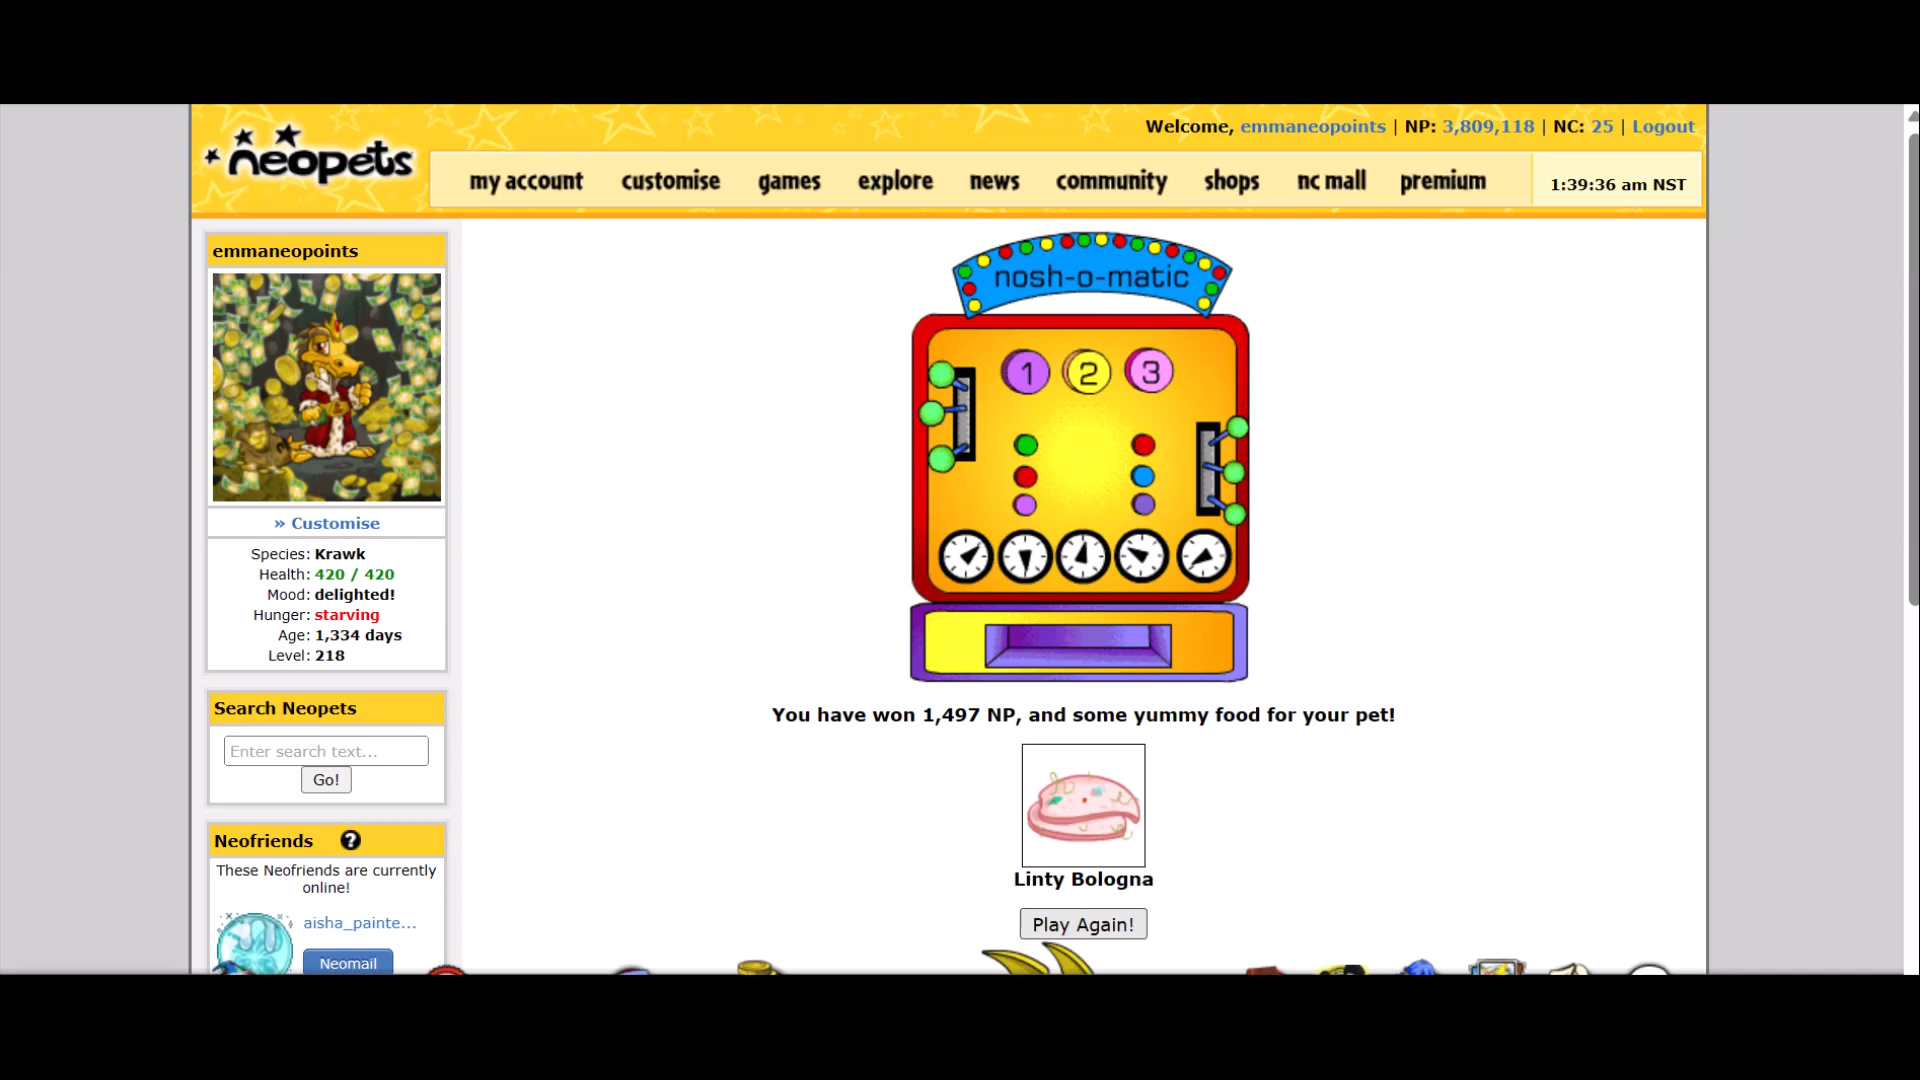 neopets
Welcome, emmaneopoints | NP: 3,809,118 | NC: 25 | Logout
my account customise games explore news community shops nc mall premium
1:39:36 am NST
emmaneopoints
» Customise
Species: Krawk
Health: 420 / 420
Mood: delighted!
Hunger: starving
Age: 1,334 days
Level: 218
Search Neopets
Enter search text...
Go!
Neofriends ?
These Neofriends are currently
online!
aisha_painte...
Neomail
nosh-o-matic
1 2 3
You have won 1,497 NP, and some yummy food for your pet!
Linty Bologna
Play Again!